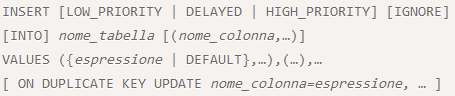 INSERT [LOW_PRIORITY | DELAYED | HIGH_PRIORITY] [IGNORE]
[INTO] nome_tabella [(nome_colonna,…)]
VALUES ({espressione | DEFAULT},…),(…),…
[ ON DUPLICATE KEY UPDATE nome_colonna=espressione, … ]